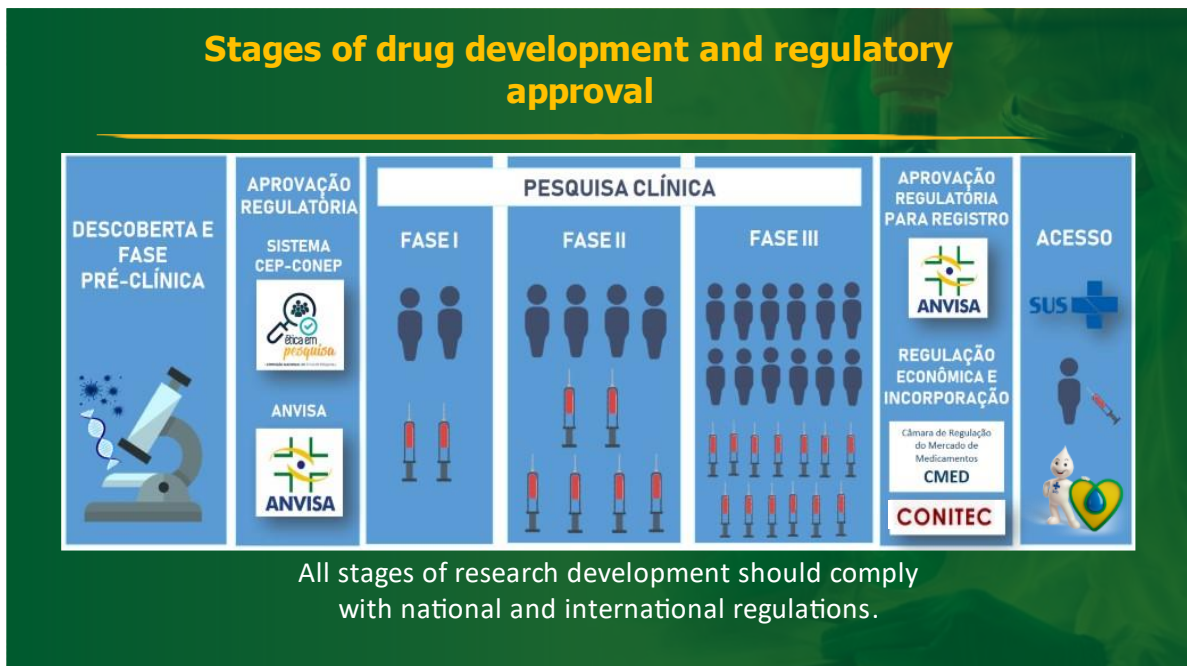 Stages of drug development and regulatory
approval
DESCOBERTA E
FASE
PRÉ-CLÍNICA
APROVAÇÃO
REGULATÓRIA
SISTEMA
CEP-CONEP
ética em
pesquisa
ANVISA
ANVISA
PESQUISA CLÍNICA
FASE I
FASE II
FASE III
APROVAÇÃO
REGULATÓRIA
PARA REGISTRO
ANVISA
REGULAÇÃO
ECONÔMICA E
INCORPORAÇÃO
Câmara de Regulação
do Mercado de
Medicamentos
CMED
CONITEC
ACESSO
SUS
All stages of research development should comply
with national and international regulations.